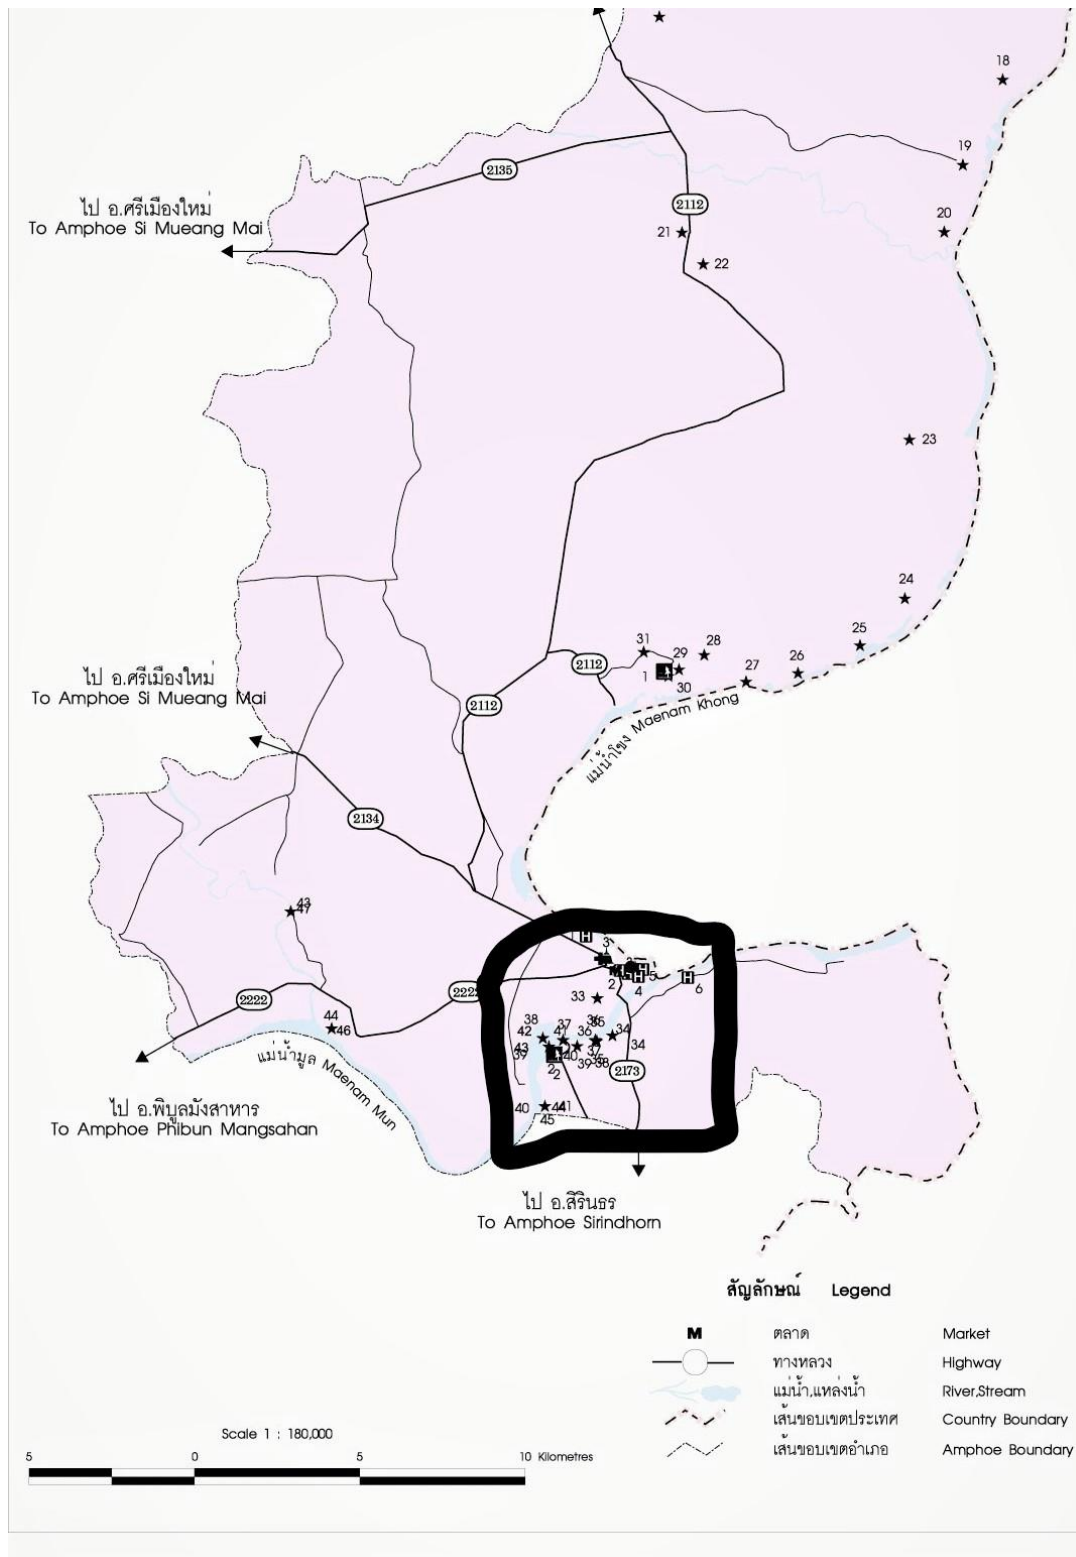 18
19
20
2135
2112
21
22
ไป อ.ศรีเมืองใหม่
To Amphoe Si Mueang Mai
23
24
25
26
27
28
29
30
31
1
2112
2112
แม่น้ำโขง Maenam Khong
ไป อ.ศรีเมืองใหม่
To Amphoe Si Mueang Mai
2134
43
47
3
2
4
5
6
2222
2222
33
44
46
38
37
36
34
42
41
43
39
40
39
38
34
2173
2
2
40
41
45
แม่น้ำมูล Maenam Mun
ไป อ.พิบูลมังสาหาร
To Amphoe Phibun Mangsahan
ไป อ.สิรินธร
To Amphoe Sirindhorn
สัญลักษณ์ Legend
M ตลาด Market
ทางหลวง Highway
แม่น้ำ,แหล่งน้ำ River,Stream
เส้นขอบเขตประเทศ Country Boundary
เส้นขอบเขตอำเภอ Amphoe Boundary
Scale 1 : 180,000
5 0 5 10 Kilometres